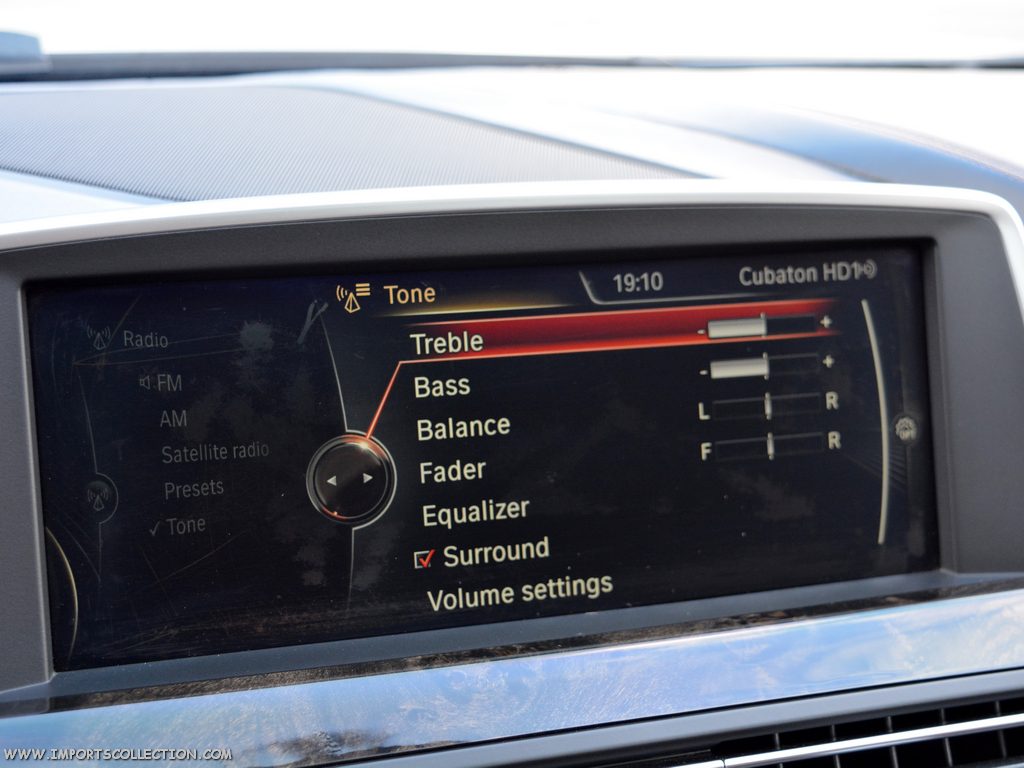 Tone
19:10
Cubaton HD1
Radio
FM
AM
Satellite radio
Presets
✓ Tone
Treble - +
Bass - +
Balance L R
Fader F R
Equalizer
Surround
Volume settings
WWW.IMPORTSCOLLECTION.COM